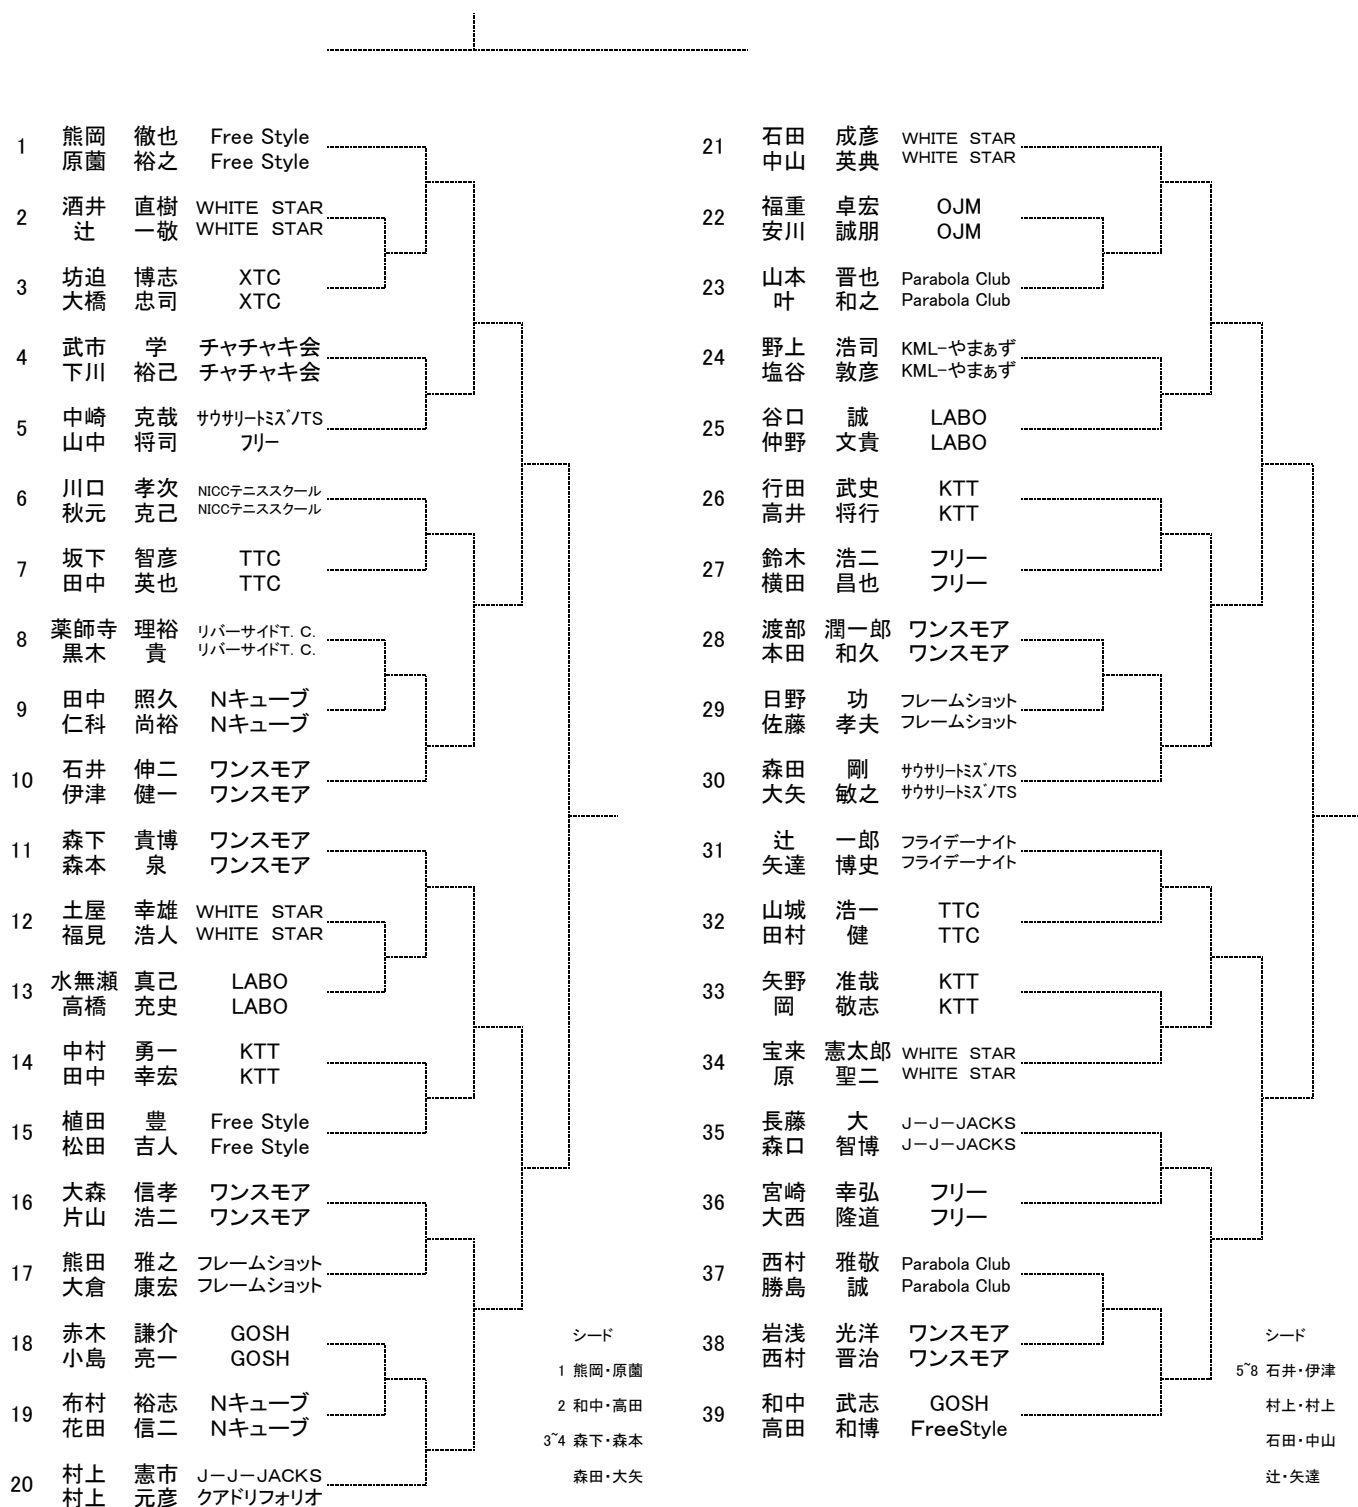 1 熊岡 徹也 Free Style
原薗 裕之 Free Style
2 酒井 直樹 WHITE STAR
辻 一敬 WHITE STAR
3 坊迫 博志 XTC
大橋 忠司 XTC
4 武市 学 チャチャキ会
下川 裕己 チャチャキ会
5 中崎 克哉 サウサリートミズノTS
山中 将司 フリー
6 川口 孝次 NICCテニススクール
秋元 克己 NICCテニススクール
7 坂下 智彦 TTC
田中 英也 TTC
8 薬師寺 理裕 リバーサイドT.C.
黒木 貴 リバーサイドT.C.
9 田中 照久 Nキューブ
仁科 尚裕 Nキューブ
10 石井 伸二 ワンスモア
伊津 健一 ワンスモア
11 森下 貴博 ワンスモア
森本 泉 ワンスモア
12 土屋 幸雄 WHITE STAR
福見 浩人 WHITE STAR
13 水無瀬 真己 LABO
高橋 充史 LABO
14 中村 勇一 KTT
田中 幸宏 KTT
15 植田 豊 Free Style
松田 吉人 Free Style
16 大森 信孝 ワンスモア
片山 浩二 ワンスモア
17 熊田 雅之 フレームショット
大倉 康宏 フレームショット
18 赤木 謙介 GOSH
小島 亮一 GOSH
19 布村 裕志 Nキューブ
花田 信二 Nキューブ
20 村上 憲市 J-J-JACKS
村上 元彦 クアドリフォリオ
シード
1 熊岡・原薗
2 和中・高田
3~4 森下・森本
森田・大矢
21 石田 成彦 WHITE STAR
中山 英典 WHITE STAR
22 福重 卓宏 OJM
安川 誠朋 OJM
23 山本 晋也 Parabola Club
叶 和之 Parabola Club
24 野上 浩司 KML-やまぁず
塩谷 敦彦 KML-やまぁず
25 谷口 誠 LABO
仲野 文貴 LABO
26 行田 武史 KTT
高井 将行 KTT
27 鈴木 浩二 フリー
横田 昌也 フリー
28 渡部 潤一郎 ワンスモア
本田 和久 ワンスモア
29 日野 功 フレームショット
佐藤 孝夫 フレームショット
30 森田 剛 サウサリートミズノTS
大矢 敏之 サウサリートミズノTS
31 辻 一郎 フライデーナイト
矢達 博史 フライデーナイト
32 山城 浩一 TTC
田村 健 TTC
33 矢野 准哉 KTT
岡 敬志 KTT
34 宝来 憲太郎 WHITE STAR
原 聖二 WHITE STAR
35 長藤 大 J-J-JACKS
森口 智博 J-J-JACKS
36 宮崎 幸弘 フリー
大西 隆道 フリー
37 西村 雅敬 Parabola Club
勝島 誠 Parabola Club
38 岩浅 光洋 ワンスモア
西村 晋治 ワンスモア
39 和中 武志 GOSH
高田 和博 FreeStyle
シード
5~8 石井・伊津
村上・村上
石田・中山
辻・矢達